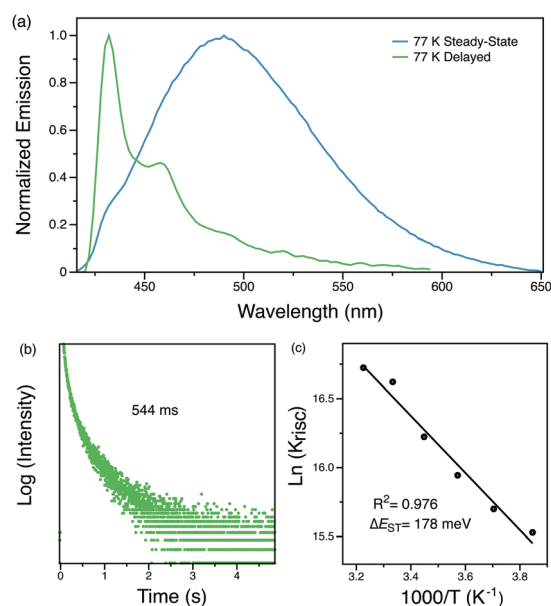 (a)
77 K Steady-State
77 K Delayed
Normalized Emission
1.0
0.8
0.6
0.4
0.2
0
450
500
550
600
650
Wavelength (nm)
(b)
544 ms
Log (Intensity)
0
1
2
3
4
Time (s)
(c)
Ln (Krisc)
16.5
16.0
15.5
R²= 0.976
ΔE_ST= 178 meV
3.2
3.4
3.6
3.8
1000/T (K⁻¹)